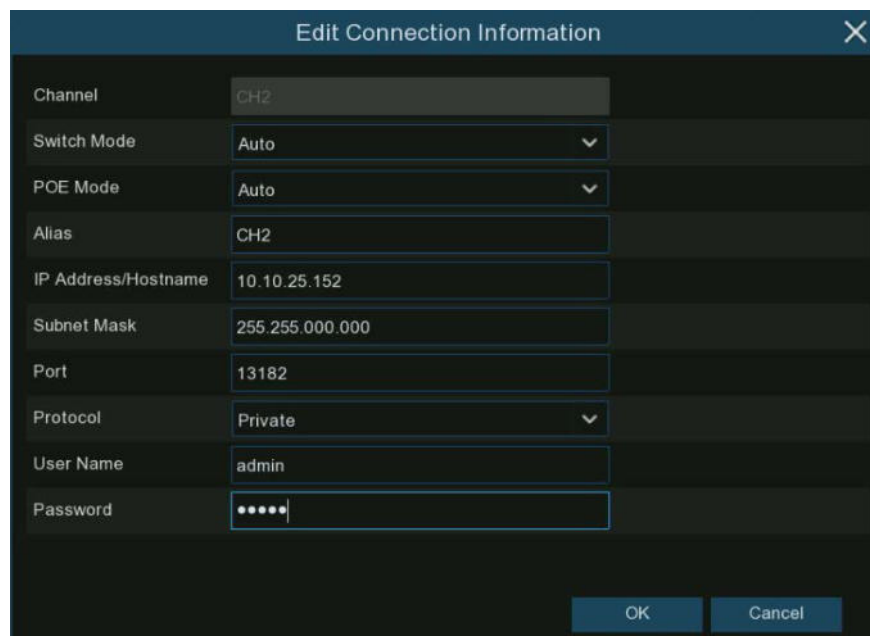 Edit Connection Information
Channel CH2
Switch Mode Auto
POE Mode Auto
Alias CH2
IP Address/Hostname 10.10.25.152
Subnet Mask 255.255.000.000
Port 13182
Protocol Private
User Name admin
Password •••••
OK Cancel